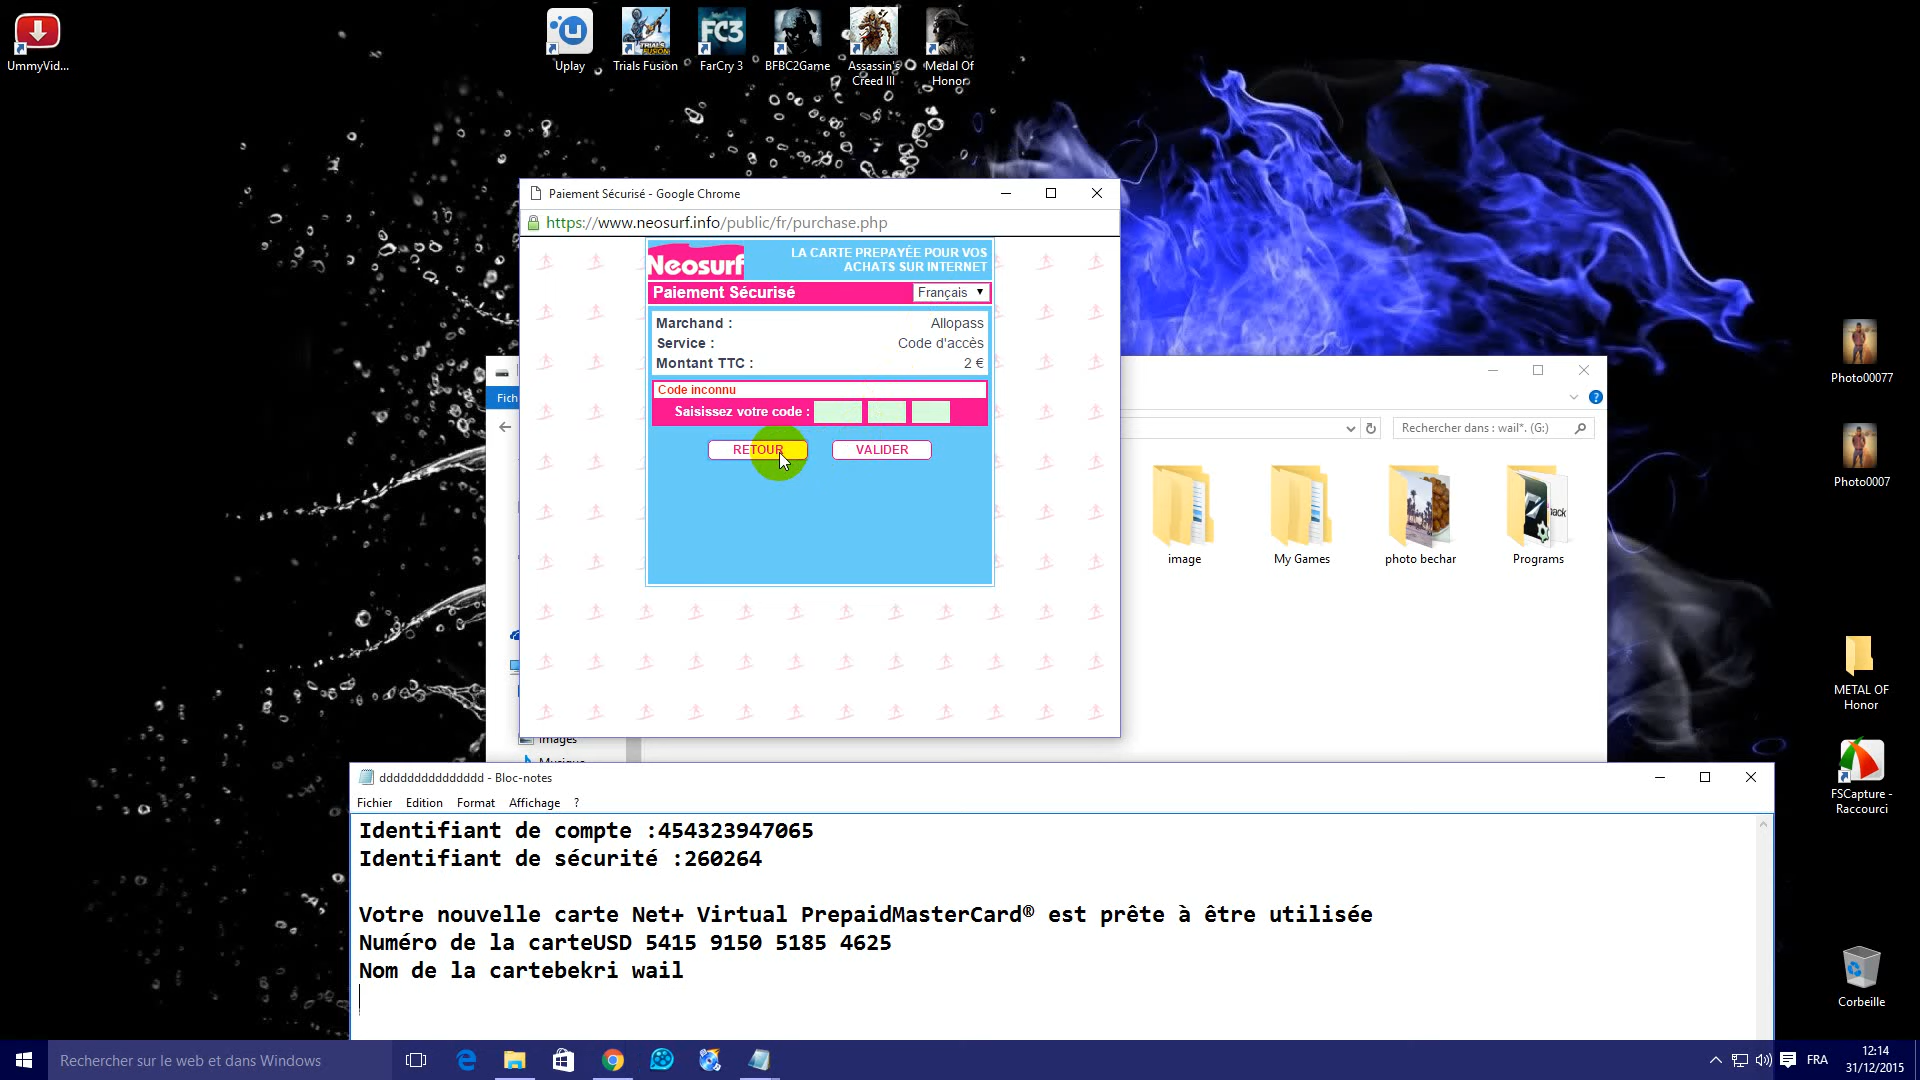 UmmyVid...
Uplay
Trials Fusion
FarCry 3
BFBC2Game
Assassin's
Creed III
Medal Of
Honor
Paiement Sécurisé - Google Chrome
https://www.neosurf.info/public/fr/purchase.php
Neosurf
LA CARTE PREPAYÉE POUR VOS
ACHATS SUR INTERNET
Paiement Sécurisé
Français
Marchand :
Allopass
Service :
Code d'accès
Montant TTC :
2 €
Code inconnu
Saisissez votre code :
RETOUR
VALIDER
Fich
Rechercher dans : wail*. (G:)
image
My Games
photo bechar
Programs
Images
Musique
Photo00077
Photo0007
METAL OF
Honor
FSCapture -
Raccourci
Corbeille
ddddddddddddddd - Bloc-notes
Fichier
Edition
Format
Affichage
?
Identifiant de compte :454323947065
Identifiant de sécurité :260264
Votre nouvelle carte Net+ Virtual PrepaidMasterCard® est prête à être utilisée
Numéro de la carteUSD 5415 9150 5185 4625
Nom de la cartebekri wail
Rechercher sur le web et dans Windows
FRA
12:14
31/12/2015